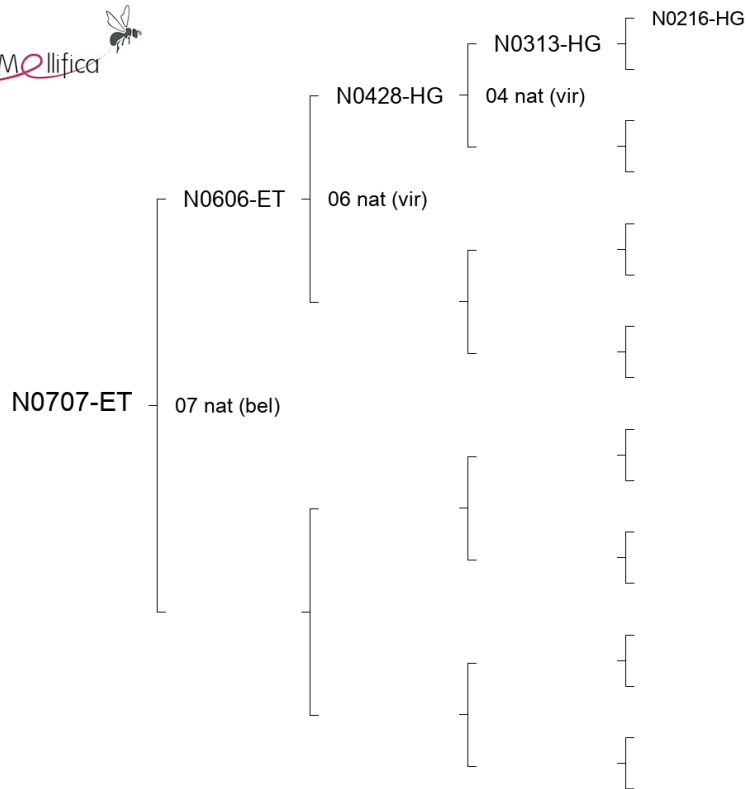 N0216-HG
N0313-HG
Mellifica
N0428-HG 04 nat (vir)
N0606-ET 06 nat (vir)
N0707-ET 07 nat (bel)